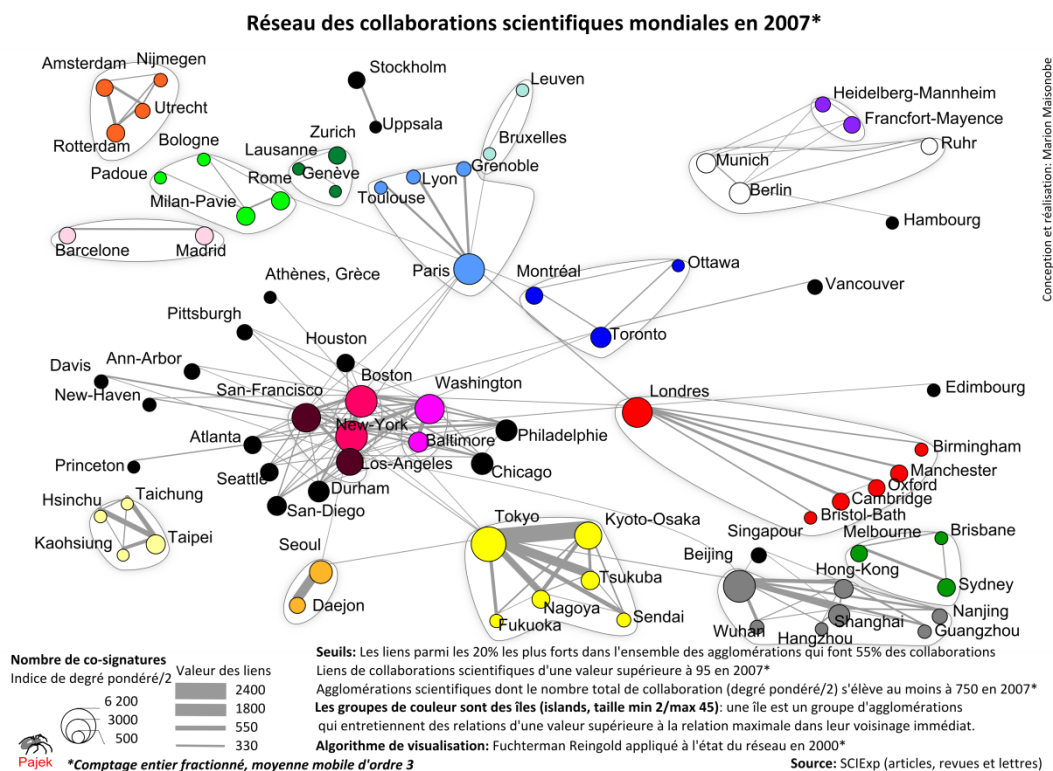 Réseau des collaborations scientifiques mondiales en 2007*
Conception et réalisation: Marion Maisonobe
Amsterdam
Nijmegen
Utrecht
Rotterdam
Bologne
Padoue
Rome
Milan-Pavie
Barcelone
Madrid
Lausanne
Zurich
Genève
Stockholm
Uppsala
Leuven
Bruxelles
Grenoble
Lyon
Toulouse
Paris
Heidelberg-Mannheim
Francfort-Mayence
Munich
Ruhr
Berlin
Hambourg
Montréal
Ottawa
Toronto
Vancouver
Athènes, Grèce
Pittsburgh
Houston
Ann-Arbor
Davis
New-Haven
San-Francisco
Boston
Washington
New-York
Baltimore
Los-Angeles
Philadelphie
Chicago
Atlanta
Princeton
Seattle
Durham
San-Diego
Londres
Edimbourg
Birmingham
Manchester
Oxford
Cambridge
Bristol-Bath
Hsinchu
Taichung
Kaohsiung
Taipei
Seoul
Daejon
Tokyo
Kyoto-Osaka
Tsukuba
Nagoya
Sendai
Fukuoka
Singapour
Melbourne
Brisbane
Sydney
Beijing
Hong-Kong
Nanjing
Shanghai
Guangzhou
Wuhan
Hangzhou
Nombre de co-signatures
Indice de degré pondéré/2
6 200
3000
500
Valeur des liens
2400
1800
550
330
Pajek
*Comptage entier fractionné, moyenne mobile d'ordre 3
Seuils: Les liens parmi les 20% les plus forts dans l'ensemble des agglomérations qui font 55% des collaborations
Liens de collaborations scientifiques d'une valeur supérieure à 95 en 2007*
Agglomérations scientifiques dont le nombre total de collaboration (degré pondéré/2) s'élève au moins à 750 en 2007*
Les groupes de couleur sont des îles (islands, taille min 2/max 45): une île est un groupe d'agglomérations
qui entretiennent des relations d'une valeur supérieure à la relation maximale dans leur voisinage immédiat.
Algorithme de visualisation: Fuchterman Reingold appliqué à l'état du réseau en 2000*
Source: SCIExp (articles, revues et lettres)